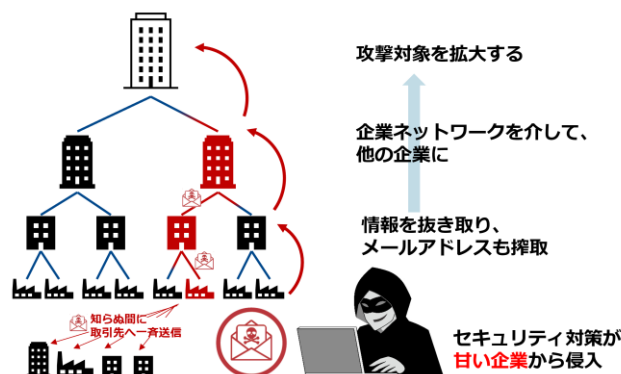 攻撃対象を拡大する
企業ネットワークを介して、
他の企業に
情報を抜き取り、
メールアドレスも搾取
知らぬ間に
取引先へ一斉送信
セキュリティ対策が
甘い企業から侵入